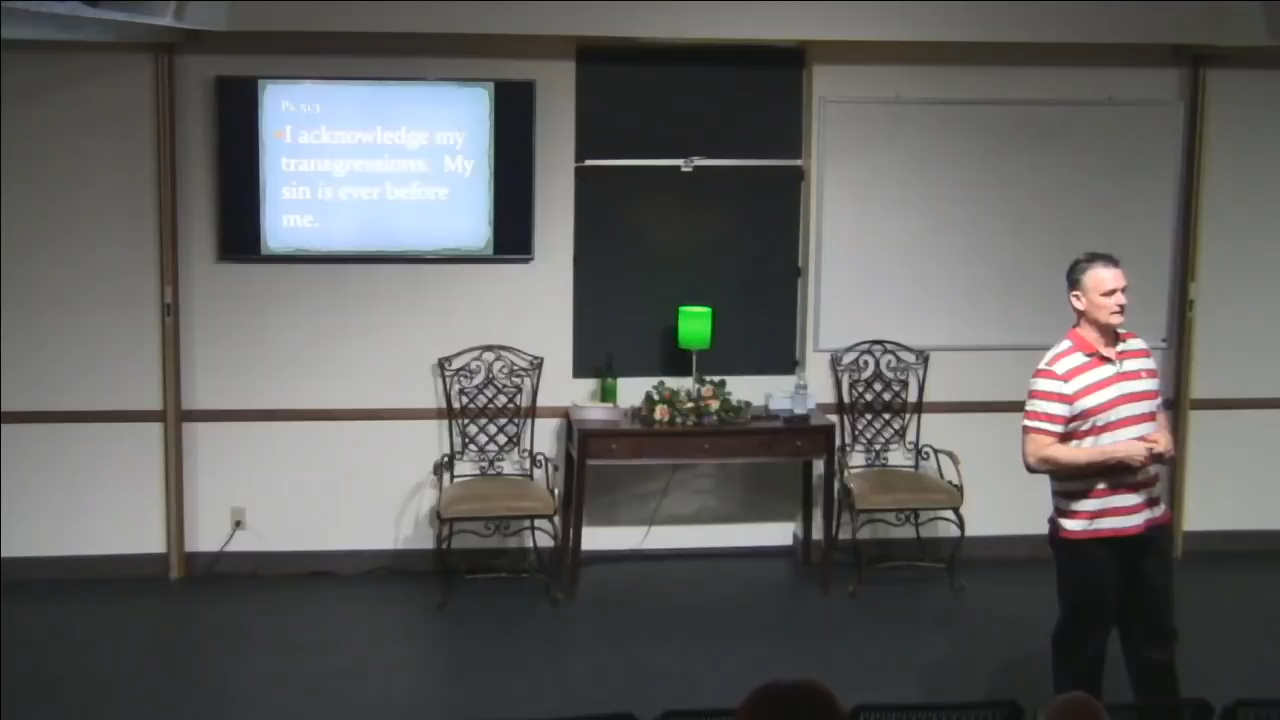 Ps. 51:3
I acknowledge my
transgressions. My
sin is ever before
me.